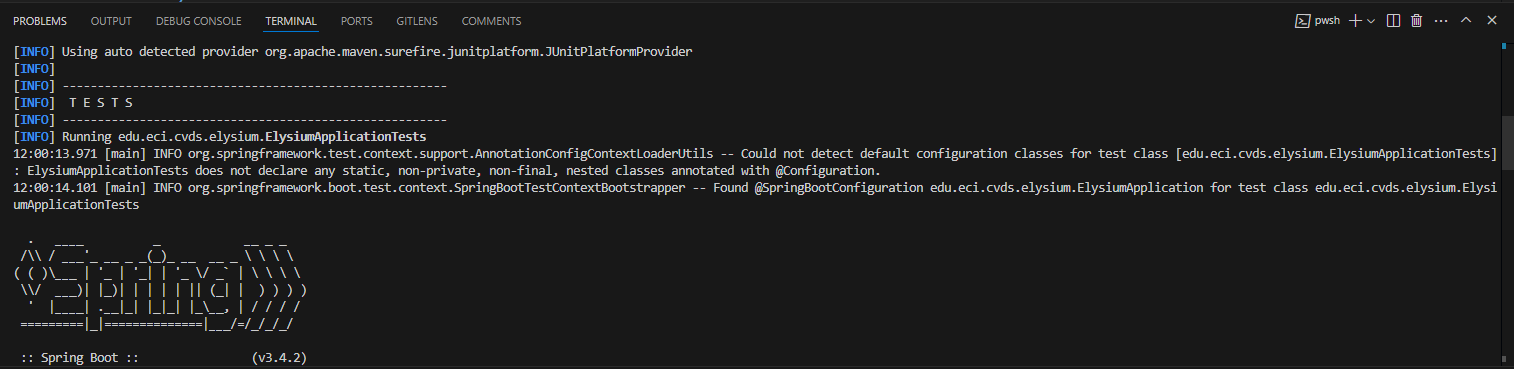 PROBLEMS OUTPUT DEBUG CONSOLE TERMINAL PORTS GITLENS COMMENTS pwsh
[INFO] Using auto detected provider org.apache.maven.surefire.junitplatform.JUnitPlatformProvider
[INFO]
[INFO] -------------------------------------------------------
[INFO]  T E S T S
[INFO] -------------------------------------------------------
[INFO] Running edu.eci.cvds.elysium.ElysiumApplicationTests
12:00:13.971 [main] INFO org.springframework.test.context.support.AnnotationConfigContextLoaderUtils -- Could not detect default configuration classes for test class [edu.eci.cvds.elysium.ElysiumApplicationTests]
: ElysiumApplicationTests does not declare any static, non-private, non-final, nested classes annotated with @Configuration.
12:00:14.101 [main] INFO org.springframework.boot.test.context.SpringBootTestContextBootstrapper -- Found @SpringBootConfiguration edu.eci.cvds.elysium.ElysiumApplication for test class edu.eci.cvds.elysium.Elysi
umApplicationTests
  .   ____          _            __ _ _
 /\\ / ___'_ __ _ _(_)_ __  __ _ \ \ \ \
( ( )\___ | '_ | '_| | '_ \/ _` | \ \ \ \
 \\/  ___)| |_)| | | | | || (_| |  ) ) ) )
  '  |____| .__|_| |_|_| |_\__, | / / / /
 =========|_|==============|___/=/_/_/_/
 :: Spring Boot ::                (v3.4.2)